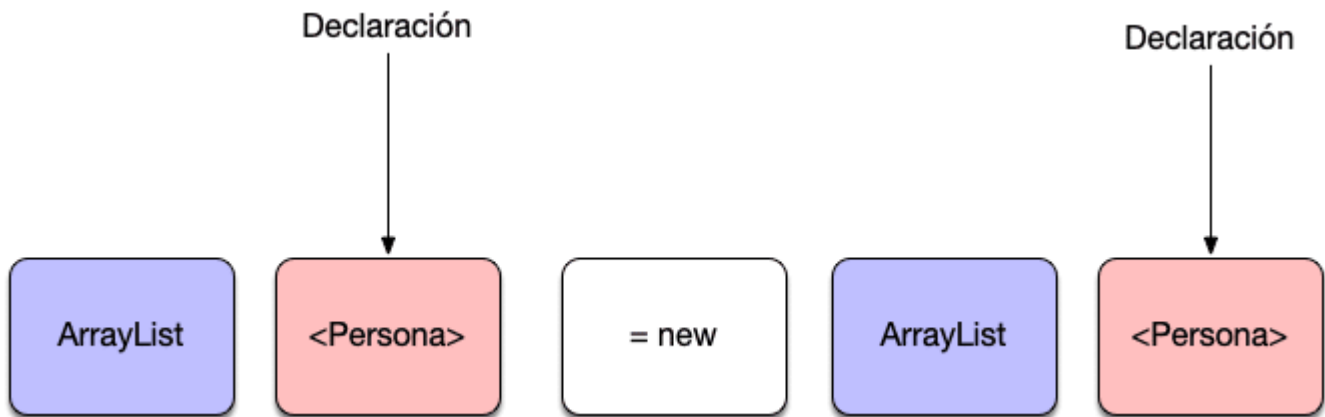 Declaración
Declaración
ArrayList
<Persona>
= new
ArrayList
<Persona>